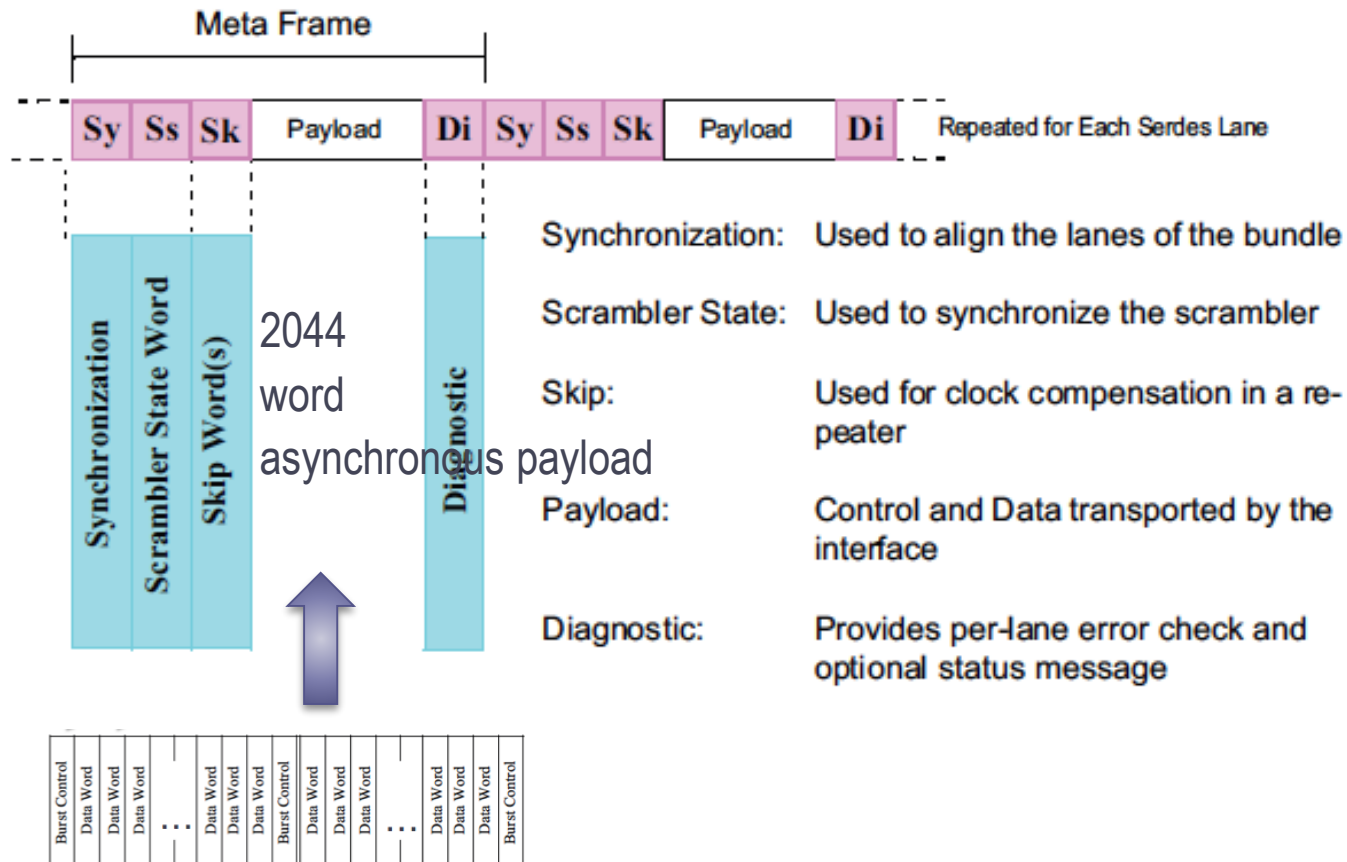 Meta Frame
Sy Ss Sk Payload Di Sy Ss Sk Payload Di Repeated for Each Serdes Lane
Synchronization
Scrambler State Word
Skip Word(s)
2044
word
asynchronous payload
Diagnostic
Synchronization: Used to align the lanes of the bundle
Scrambler State: Used to synchronize the scrambler
Skip: Used for clock compensation in a re-
peater
Payload: Control and Data transported by the
interface
Diagnostic: Provides per-lane error check and
optional status message
Burst Control
Data Word
Data Word
Data Word
...
Data Word
Data Word
Data Word
Burst Control
Data Word
Data Word
Data Word
...
Data Word
Data Word
Data Word
Burst Control